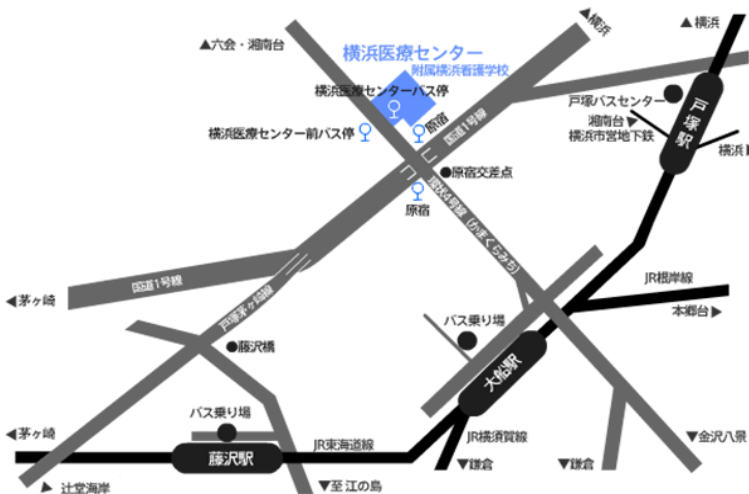 ▲六会・湘南台
横浜医療センター
附属横浜看護学校
▲横浜
▲横浜
横浜医療センターバス停
横浜医療センター前バス停
原宿
国道1号線
戸塚バスセンター
湘南台▶
横浜市営地下鉄
戸塚駅
横浜▶
●原宿交差点
原宿
環状4号線（かまくらみち）
JR根岸線
本郷台▶
国道1号線
◀茅ヶ崎
戸塚茅ケ崎線
●藤沢橋
バス乗り場
大船駅
バス乗り場
◀茅ヶ崎
藤沢駅
JR東海道線
JR横須賀線
▼鎌倉
▼鎌倉
▼金沢八景
辻堂海岸
▼至 江の島